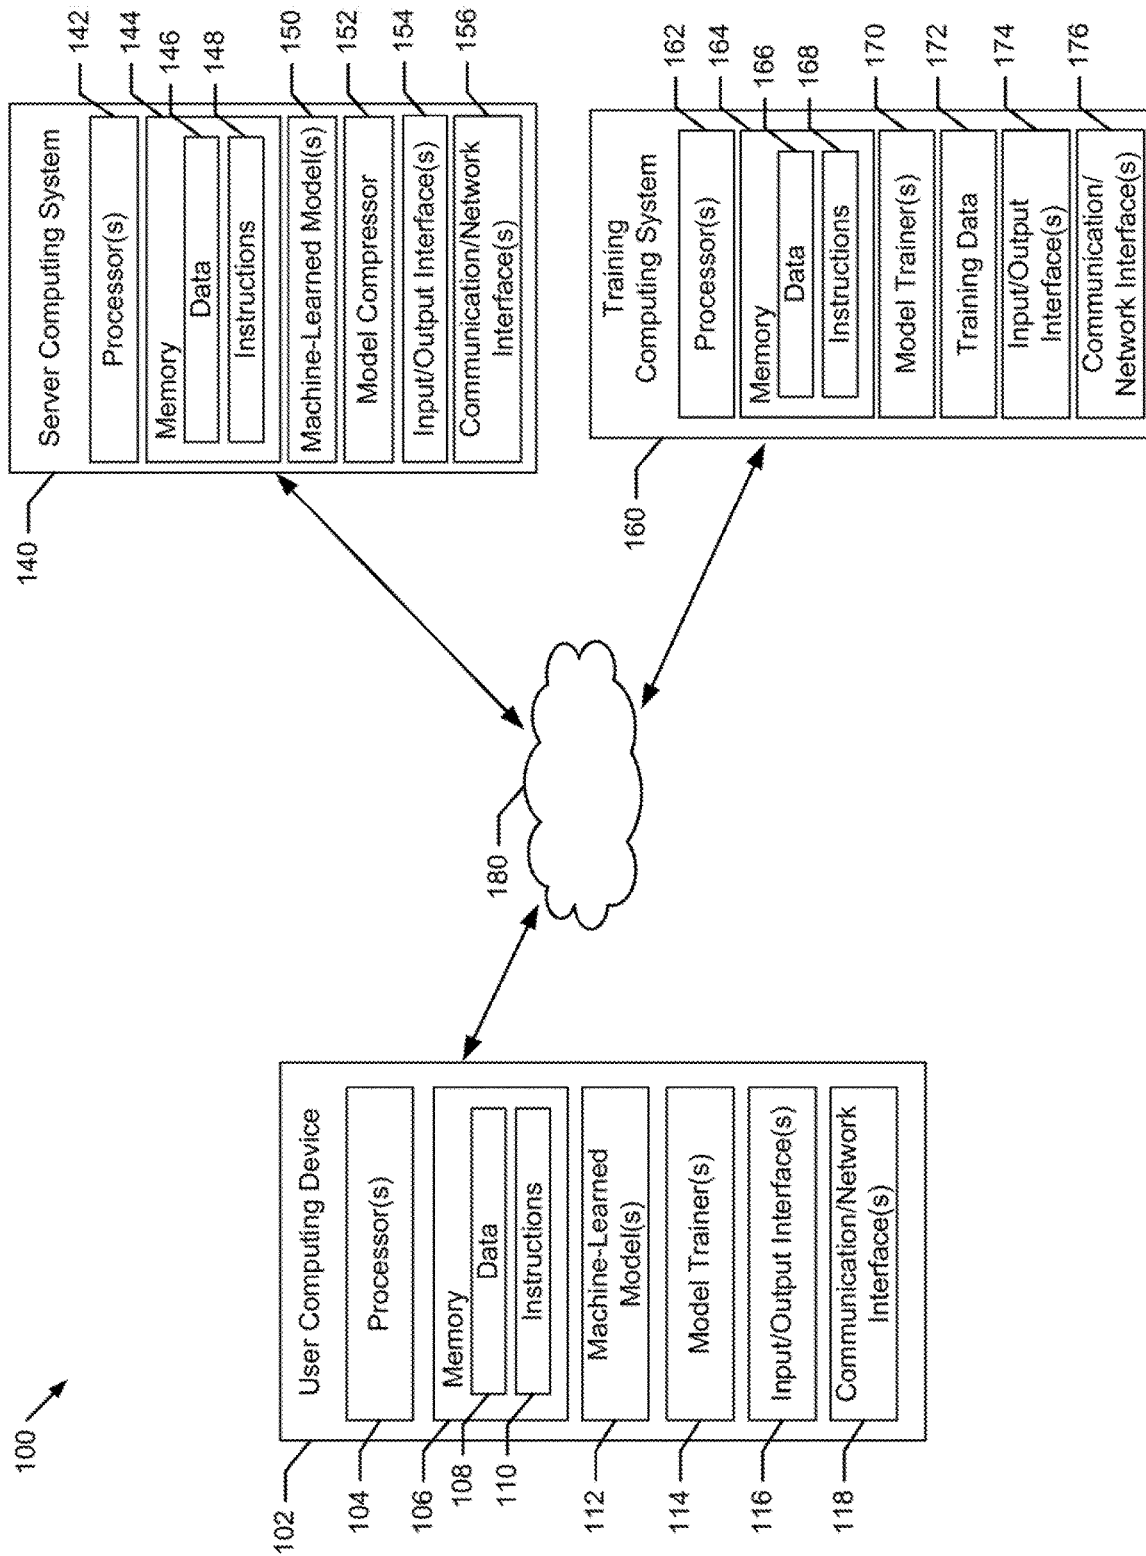 100
102
User Computing Device
104
Processor(s)
106
Memory
108
Data
110
Instructions
112
Machine-Learned
Model(s)
114
Model Trainer(s)
116
Input/Output Interface(s)
118
Communication/Network
Interface(s)
180
140
Server Computing System
Processor(s)
142
Memory
144
Data
146
Instructions
148
Machine-Learned Model(s)
150
Model Compressor
152
Input/Output Interface(s)
154
Communication/Network
Interface(s)
156
160
Training
Computing System
Processor(s)
162
Memory
164
Data
166
Instructions
168
Model Trainer(s)
170
Training Data
172
Input/Output
Interface(s)
174
Communication/
Network Interface(s)
176